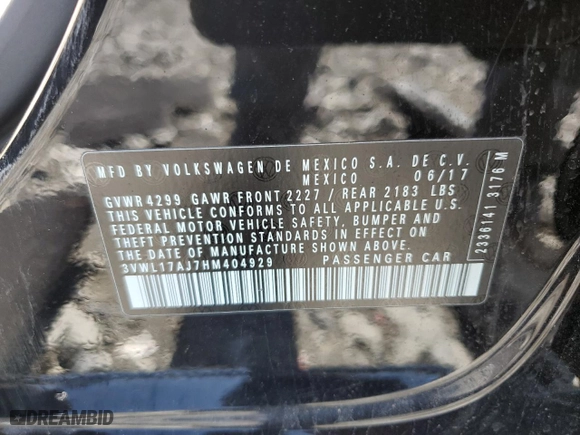 MFD BY VOLKSWAGEN DE MEXICO S.A. DE C.V.
MEXICO 06/17
GVWR4299 GAWR FRONT 2227 / REAR 2183 LBS
THIS VEHICLE CONFORMS TO ALL APPLICABLE U.S.
FEDERAL MOTOR VEHICLE SAFETY, BUMPER AND
THEFT PREVENTION STANDARDS IN EFFECT ON
THE DATE OF MANUFACTURE SHOWN ABOVE.
3VWL17AJ7HM404929 PASSENGER CAR
2336141 3176 M
DREAMBID